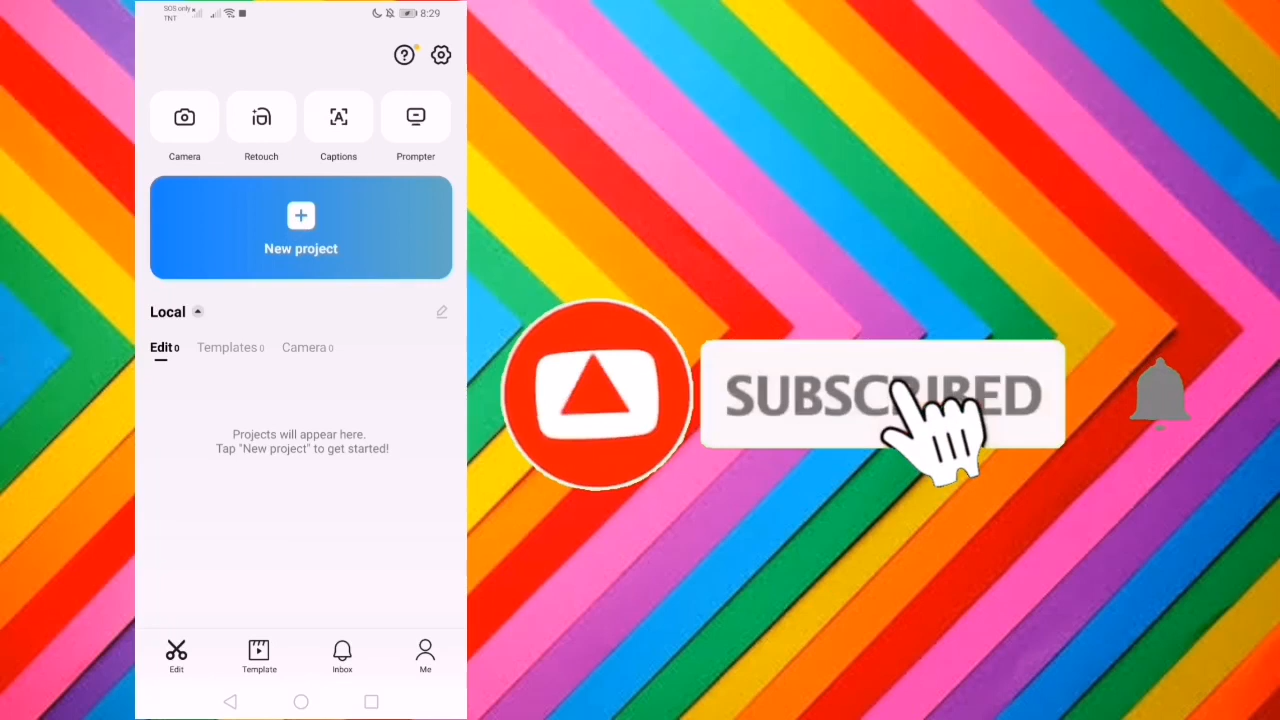 SOS only
TNT
8:29
Camera
Retouch
Captions
Prompter
New project
Local
Edit 0
Templates 0
Camera 0
Projects will appear here.
Tap "New project" to get started!
SUBSCRIBED
Edit
Template
Inbox
Me